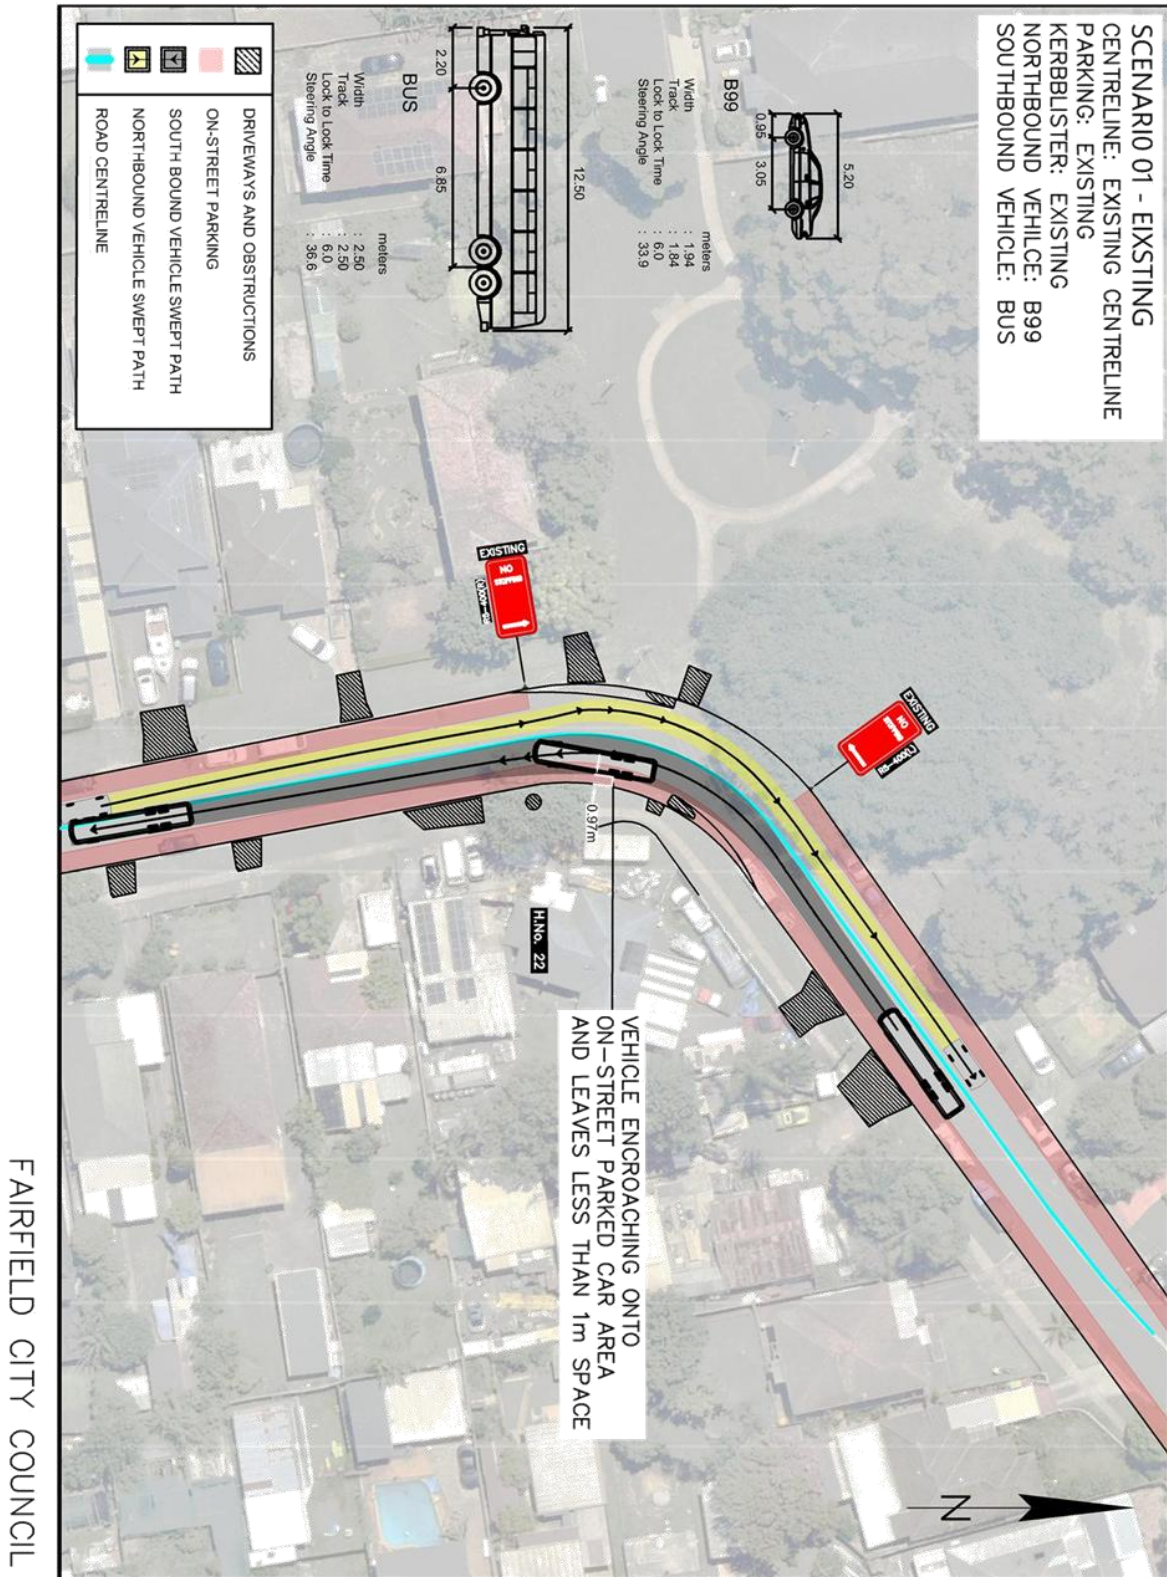 SCENARIO 01 - EIXSTING
CENTRELINE: EXISTING CENTRELINE
PARKING: EXISTING
KERBBLISTER: EXISTING
NORTHBOUND VEHILCE: B99
SOUTHBOUND VEHICLE: BUS
5.20
0.95
3.05
B99
meters
Width : 1.94
Track : 1.84
Lock to Lock Time : 6.0
Steering Angle : 33.9
12.50
2.20
6.85
BUS
meters
Width : 2.50
Track : 2.50
Lock to Lock Time : 6.0
Steering Angle : 36.6
DRIVEWAYS AND OBSTRUCTIONS
ON-STREET PARKING
SOUTH BOUND VEHICLE SWEPT PATH
NORTHBOUND VEHICLE SWEPT PATH
ROAD CENTRELINE
EXISTING
NO
R5-400(L)
EXISTING
NO
0.97m
H.No. 22
VEHICLE ENCROACHING ONTO
ON-STREET PARKED CAR AREA
AND LEAVES LESS THAN 1m SPACE
N
FAIRFIELD CITY COUNCIL